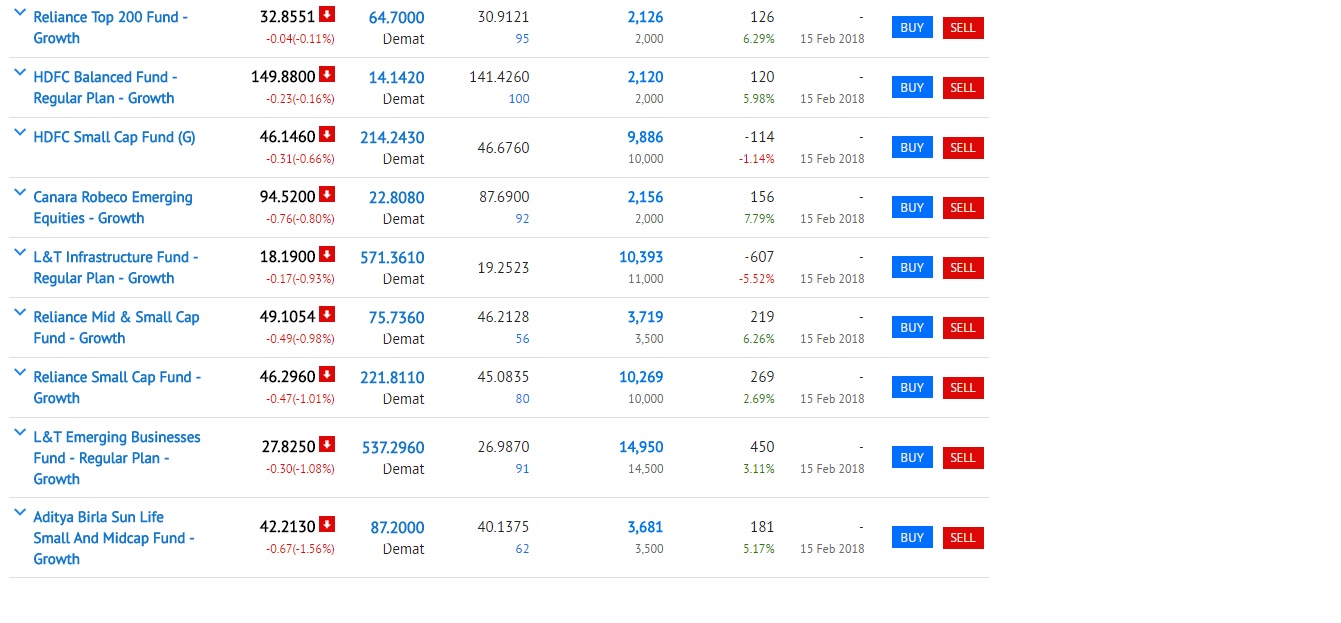 Reliance Top 200 Fund - 32.8551 64.7000 30.9121 2,126 126 - BUY SELL
Growth -0.04(-0.11%) Demat 95 2,000 6.29% 15 Feb 2018
HDFC Balanced Fund - 149.8800 14.1420 141.4260 2,120 120 - BUY SELL
Regular Plan - Growth -0.23(-0.16%) Demat 100 2,000 5.98% 15 Feb 2018
HDFC Small Cap Fund (G) 46.1460 214.2430 46.6760 9,886 -114 - BUY SELL
-0.31(-0.66%) Demat 10,000 -1.14% 15 Feb 2018
Canara Robeco Emerging 94.5200 22.8080 87.6900 2,156 156 - BUY SELL
Equities - Growth -0.76(-0.80%) Demat 92 2,000 7.79% 15 Feb 2018
L&T Infrastructure Fund - 18.1900 571.3610 19.2523 10,393 -607 - BUY SELL
Regular Plan - Growth -0.17(-0.93%) Demat 11,000 -5.52% 15 Feb 2018
Reliance Mid & Small Cap 49.1054 75.7360 46.2128 3,719 219 - BUY SELL
Fund - Growth -0.49(-0.98%) Demat 56 3,500 6.26% 15 Feb 2018
Reliance Small Cap Fund - 46.2960 221.8110 45.0835 10,269 269 - BUY SELL
Growth -0.47(-1.01%) Demat 80 10,000 2.69% 15 Feb 2018
L&T Emerging Businesses
Fund - Regular Plan - 27.8250 537.2960 26.9870 14,950 450 - BUY SELL
Growth -0.30(-1.08%) Demat 91 14,500 3.11% 15 Feb 2018
Aditya Birla Sun Life
Small And Midcap Fund - 42.2130 87.2000 40.1375 3,681 181 - BUY SELL
Growth -0.67(-1.56%) Demat 62 3,500 5.17% 15 Feb 2018